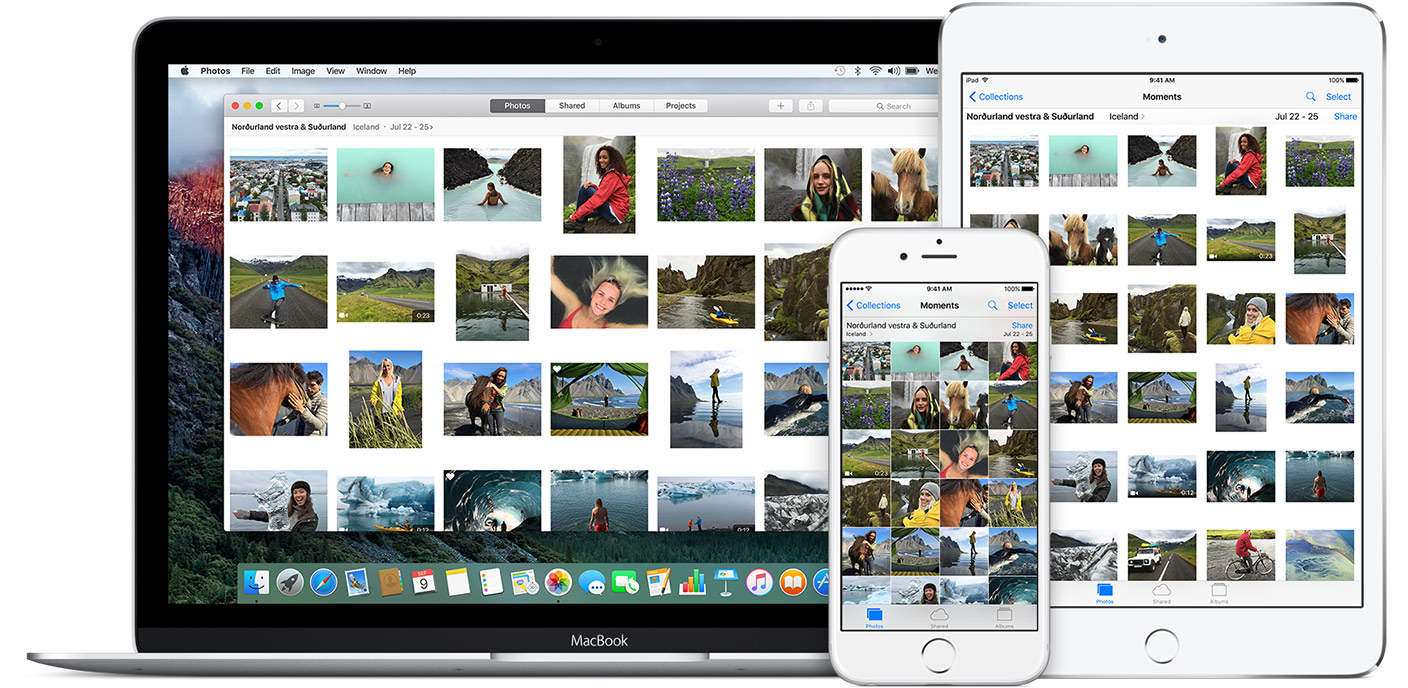 Photos File Edit Image View Window Help We
Photos Shared Albums Projects Search
Norðurland vestra & Suðurland Iceland · Jul 22 - 25>
0:23
0:12
0:12
SEP
9
MacBook
iPad 9:41 AM 100%
Collections Moments Select
Norðurland vestra & Suðurland Iceland > Jul 22 - 25 Share
0:23
0:12
Photos Shared Albums
9:41 AM 100%
Collections Moments Select
Norðurland vestra & Suðurland Share
Iceland > Jul 22 - 25
0:23
Photos Shared Albums